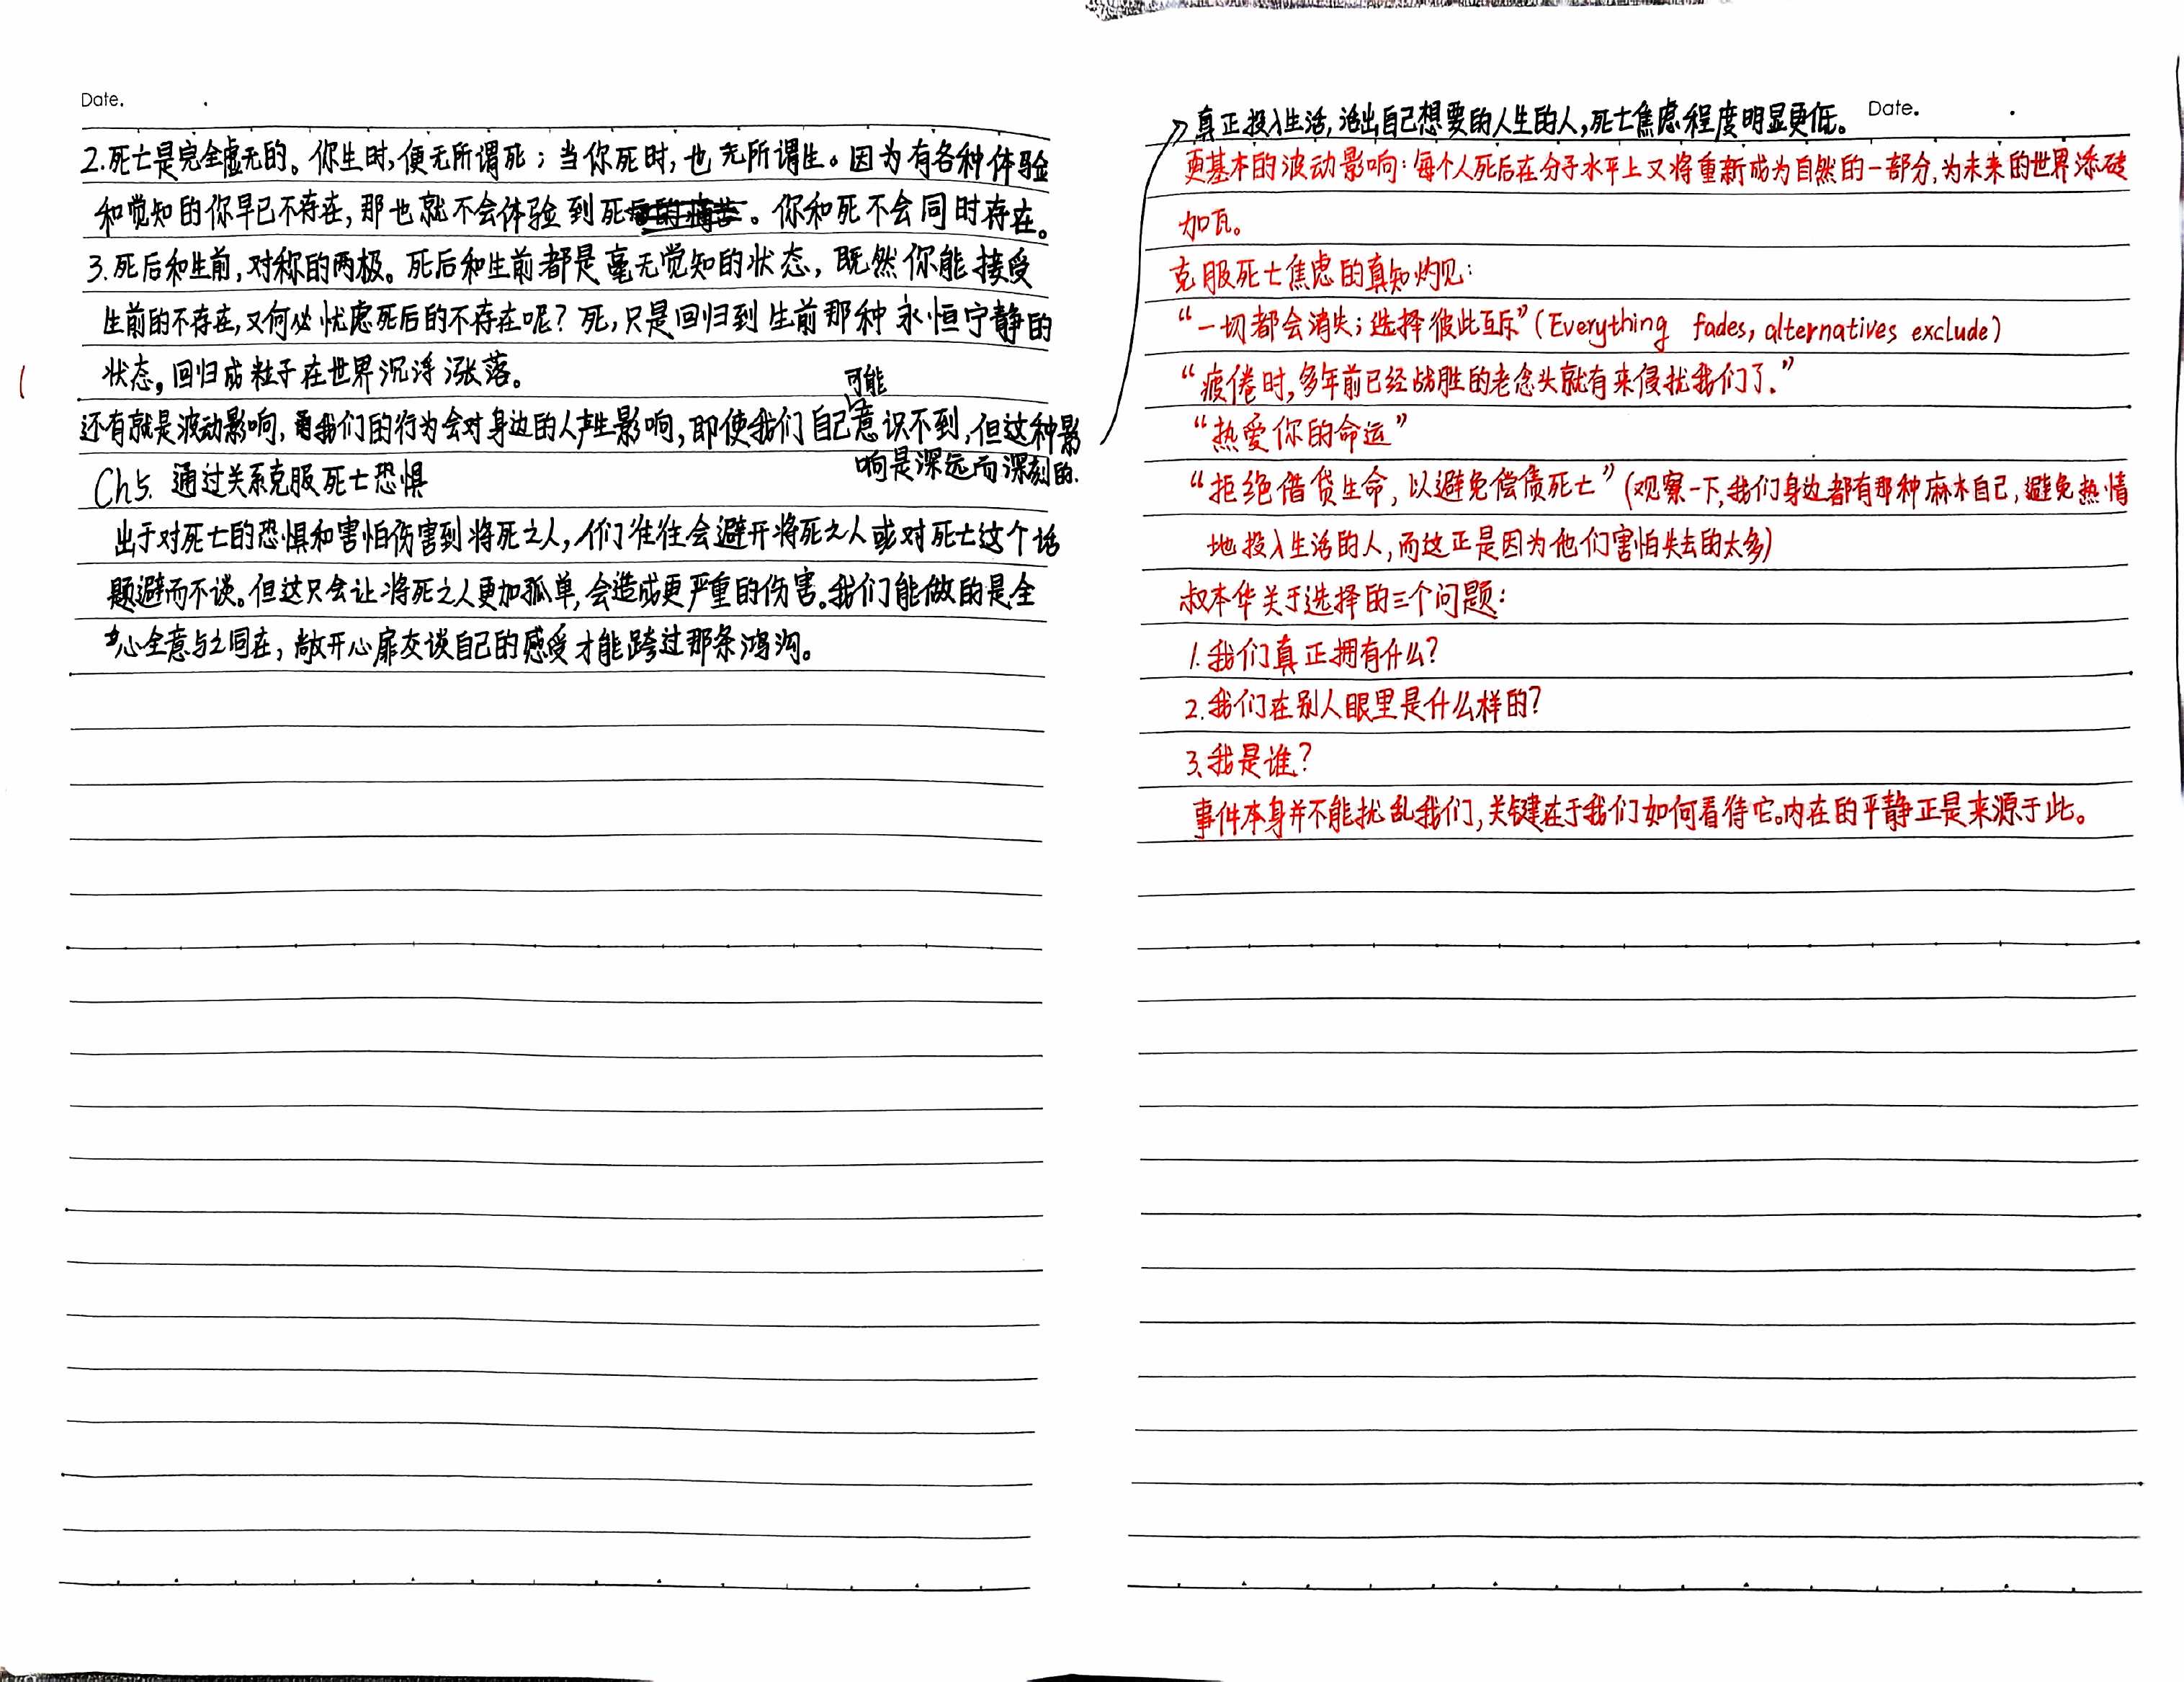 Date.
2.死亡是完全虚无的。你生时,便无所谓死;当你死时,也无所谓生。因为有各种体验
和觉知的你早已不存在,那也就不会体验到死。你和死不会同时存在。
3.死后和生前,对称的两极。死后和生前都是毫无觉知的状态,既然你能接受
生前的不存在,又何必忧虑死后的不存在呢?死,只是回归到生前那种永恒宁静的
状态,回归成粒子在世界沉浮涨落。
还有就是波动影响,我们的行为会对身边的人产生影响,即使我们自己可能意识不到,但这种影
响是深远而深刻的.
Ch5. 通过关系克服死亡恐惧
出于对死亡的恐惧和害怕伤害到将死之人,人们往往会避开将死之人或对死亡这个话
题避而不谈。但这只会让将死之人更加孤单,会造成更严重的伤害。我们能做的是全
心全意与之同在,敞开心扉交谈自己的感受才能跨过那条鸿沟。
Date.
真正投入生活,活出自己想要的人生的人,死亡焦虑程度明显更低。
更基本的波动影响:每个人死后在分子水平上又将重新成为自然的一部分,为未来的世界添砖
加瓦。
克服死亡焦虑的真知灼见:
“一切都会消失;选择彼此互斥”(Everything fades, alternatives exclude)
“疲倦时,多年前已经战胜的老念头就有来侵扰我们了.”
“热爱你的命运”
“拒绝借贷生命,以避免偿债死亡”(观察一下,我们身边都有那种麻木自己,避免热情
地投入生活的人,而这正是因为他们害怕失去的太多)
叔本华关于选择的三个问题:
1.我们真正拥有什么?
2.我们在别人眼里是什么样的?
3.我是谁?
事件本身并不能扰乱我们,关键在于我们如何看待它。内在的平静正是来源于此。